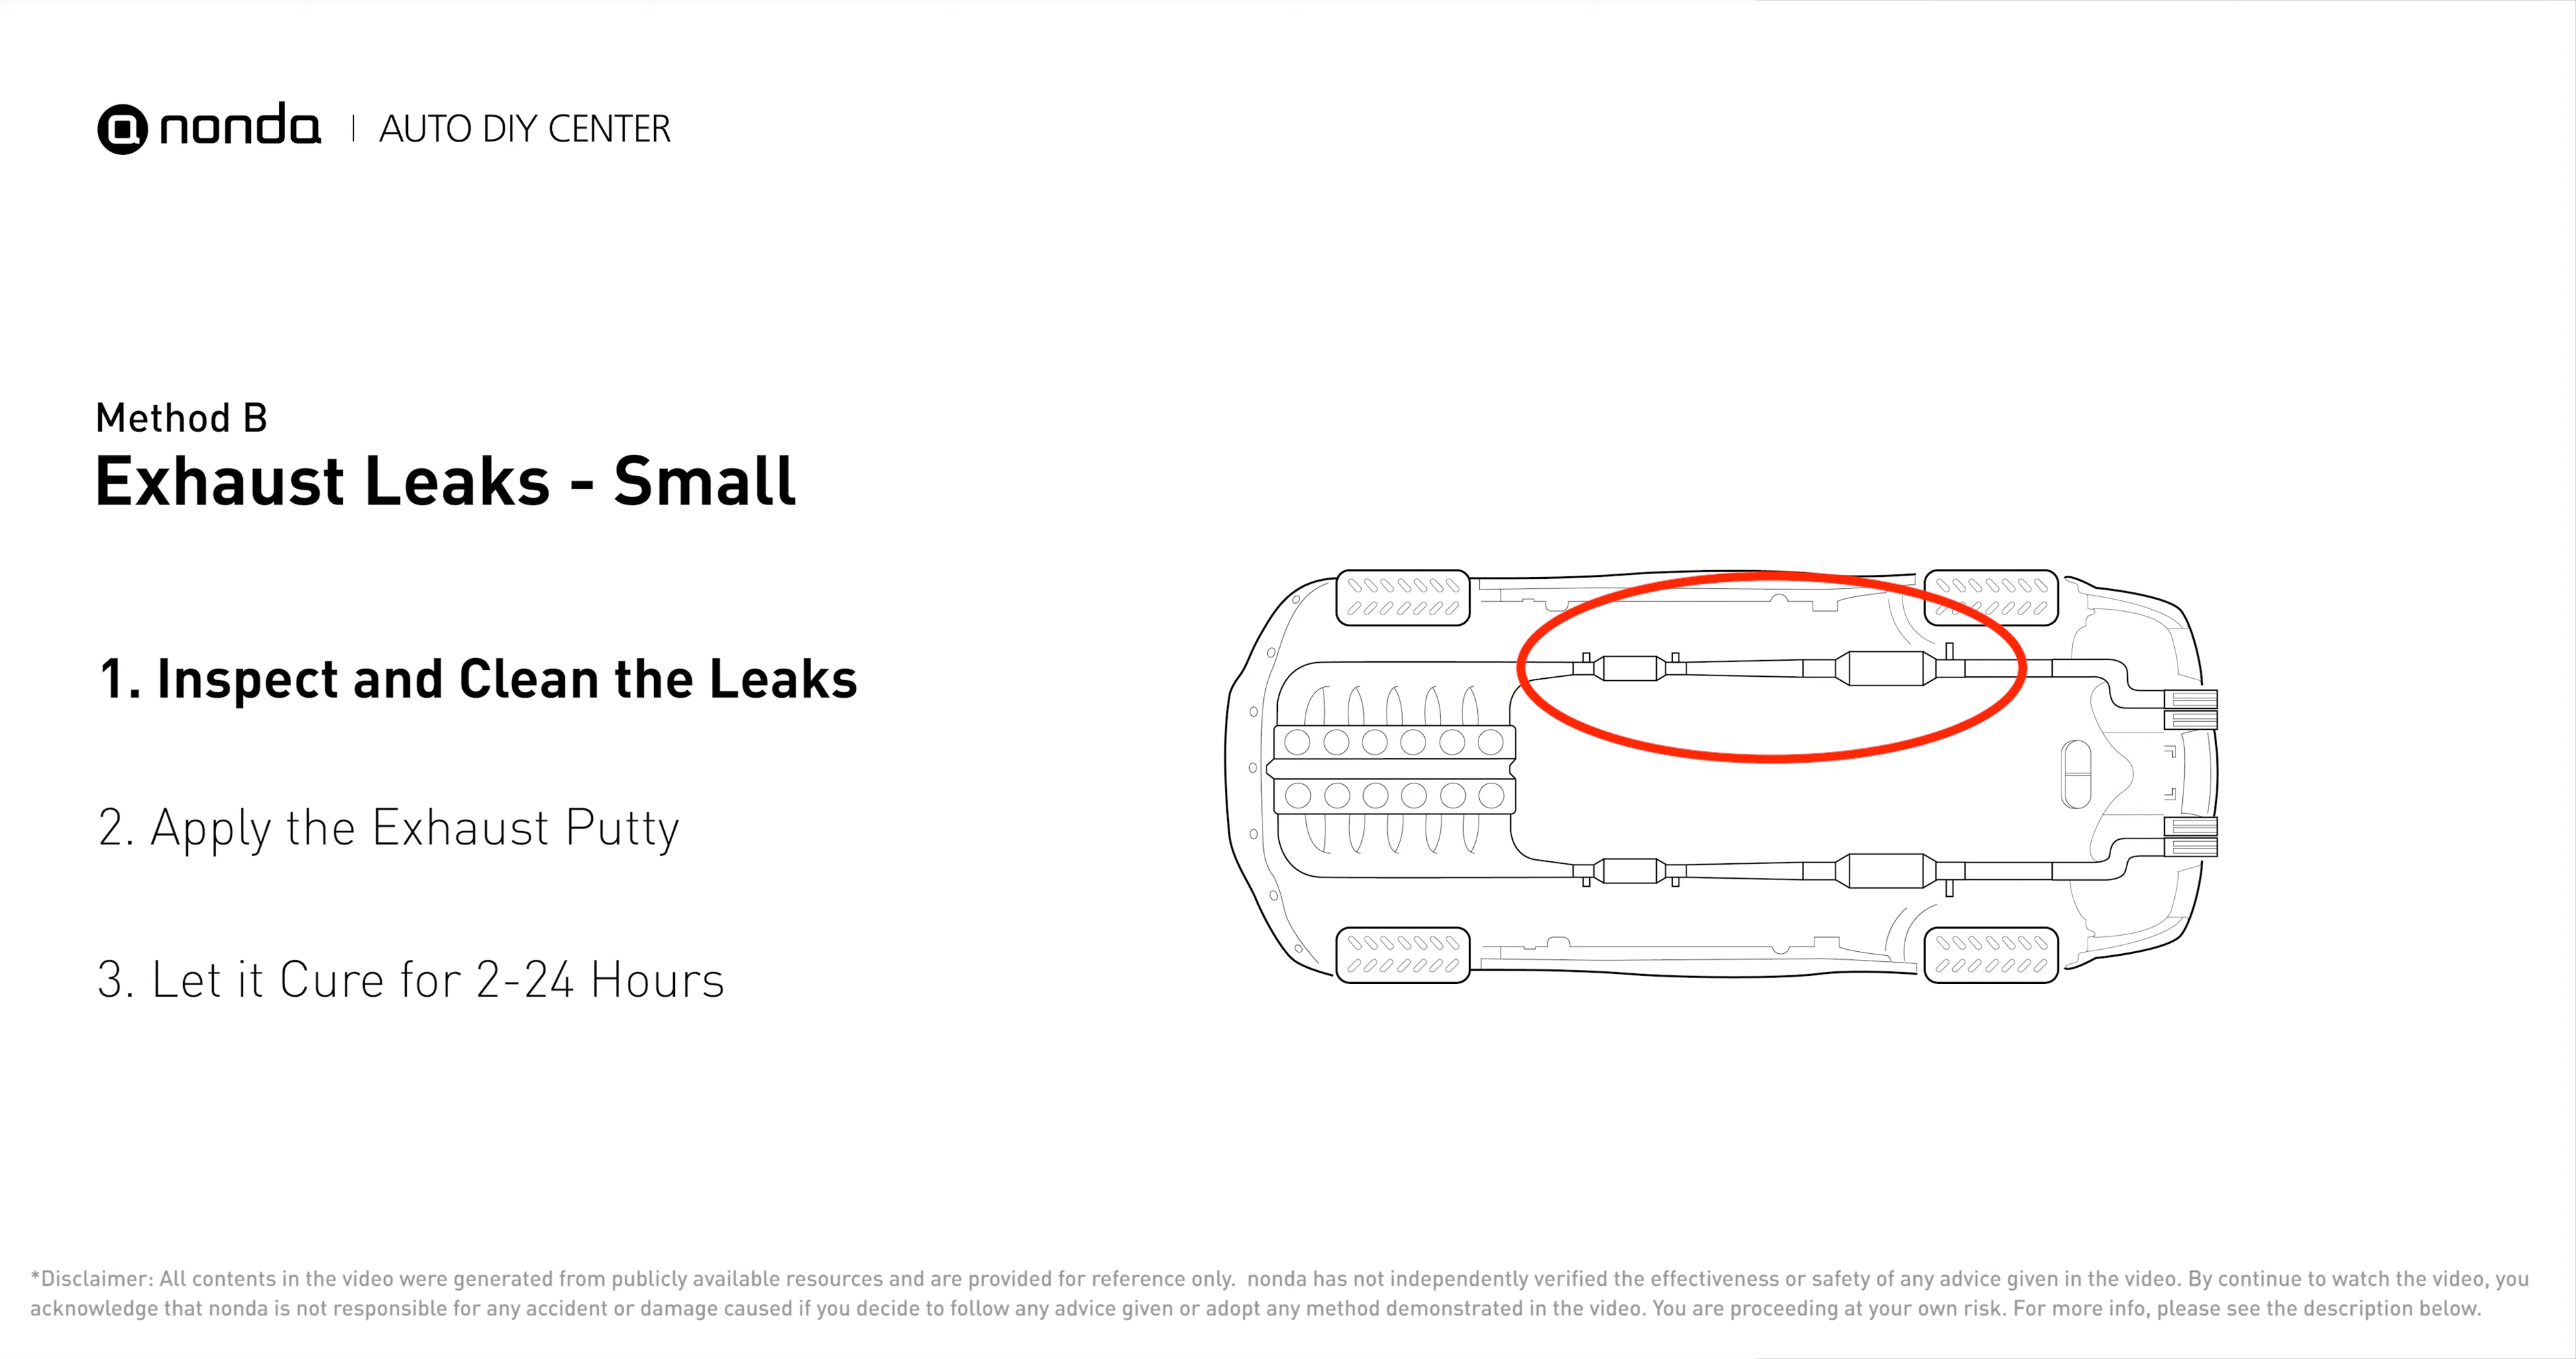 nonda | AUTO DIY CENTER
Method B
Exhaust Leaks - Small
1. Inspect and Clean the Leaks
2. Apply the Exhaust Putty
3. Let it Cure for 2-24 Hours
*Disclaimer: All contents in the video were generated from publicly available resources and are provided for reference only.  nonda has not independently verified the effectiveness or safety of any advice given in the video. By continue to watch the video, you
acknowledge that nonda is not responsible for any accident or damage caused if you decide to follow any advice given or adopt any method demonstrated in the video. You are proceeding at your own risk. For more info, please see the description below.